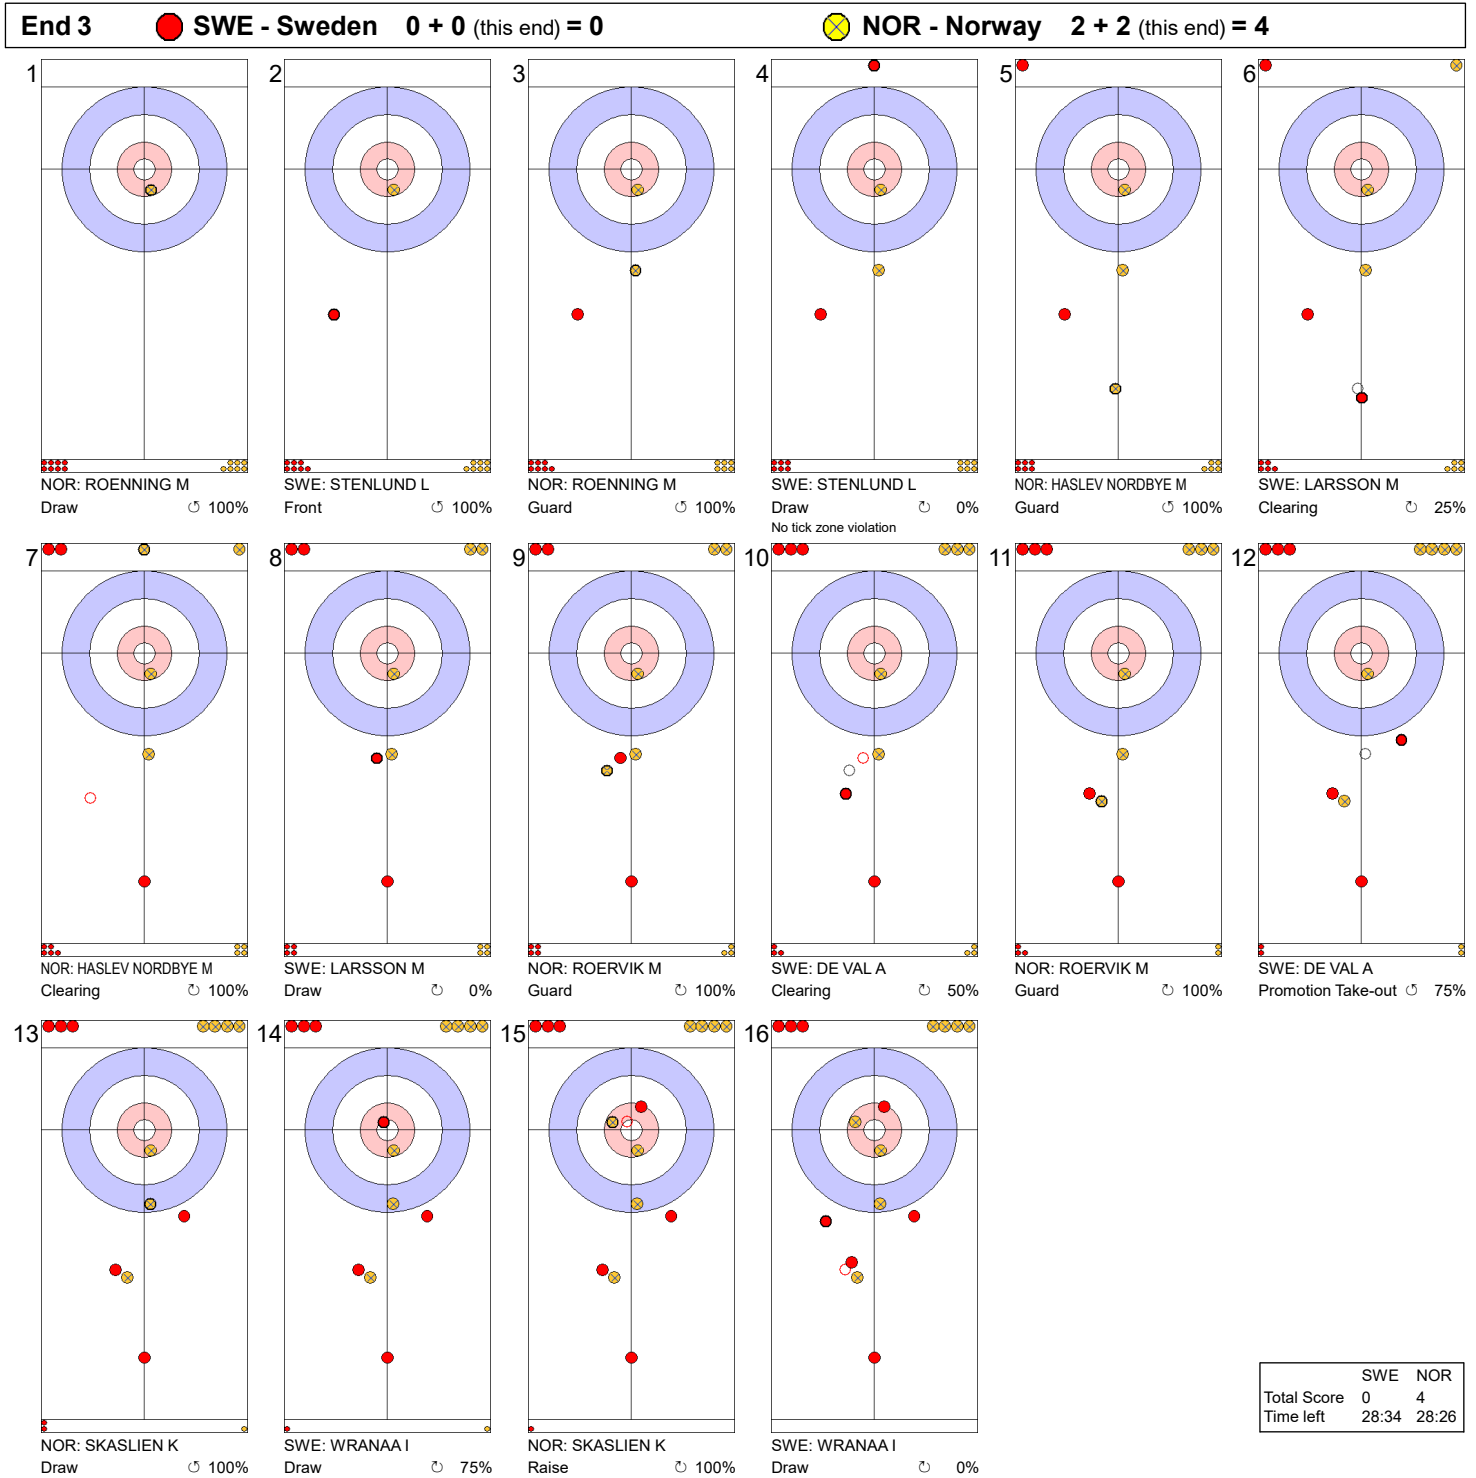 End 3 SWE - Sweden 0 + 0 (this end) = 0 NOR - Norway 2 + 2 (this end) = 4
1 2 3 4 5 6
NOR: ROENNING M SWE: STENLUND L NOR: ROENNING M SWE: STENLUND L NOR: HASLEV NORDBYE M SWE: LARSSON M
Draw ↺ 100% Front ↺ 100% Guard ↺ 100% Draw ↻ 0% Guard ↺ 100% Clearing ↻ 25%
No tick zone violation
7 8 9 10 11 12
NOR: HASLEV NORDBYE M SWE: LARSSON M NOR: ROERVIK M SWE: DE VAL A NOR: ROERVIK M SWE: DE VAL A
Clearing ↻ 100% Draw ↻ 0% Guard ↻ 100% Clearing ↻ 50% Guard ↻ 100% Promotion Take-out ↺ 75%
13 14 15 16
NOR: SKASLIEN K SWE: WRANAA I NOR: SKASLIEN K SWE: WRANAA I
Draw ↺ 100% Draw ↻ 75% Raise ↻ 100% Draw ↻ 0%
SWE NOR
Total Score 0 4
Time left 28:34 28:26